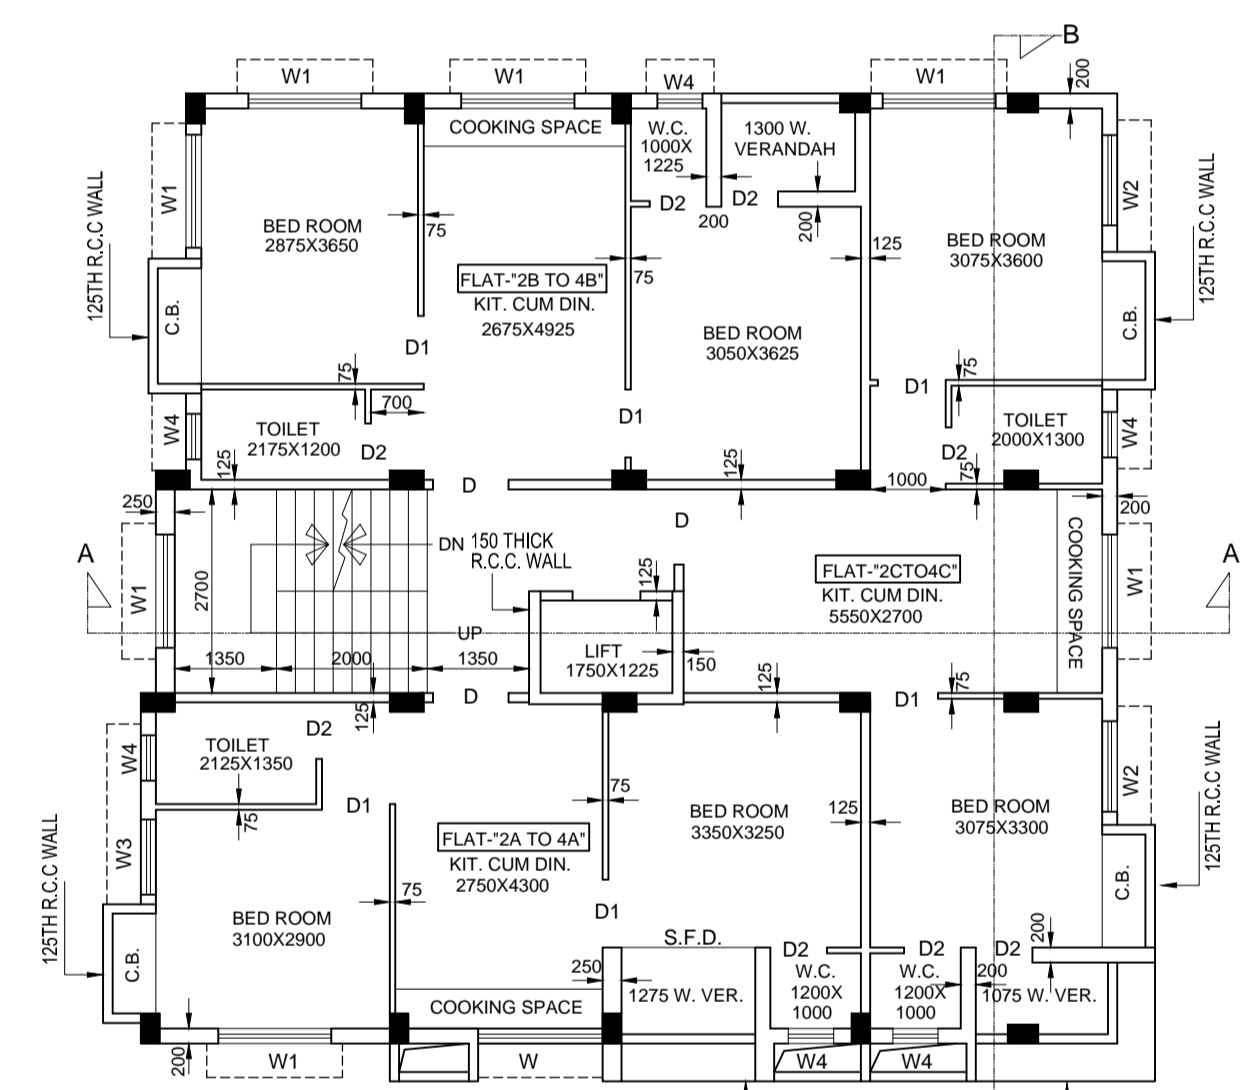 B
W1
W1
W4
W1
200
COOKING SPACE
W.C.
1000X
1225
1300 W.
VERANDAH
W1
W2
125TH R.C.C WALL
125TH R.C.C WALL
D2
D2
200
200
BED ROOM
2875X3650
75
125
BED ROOM
3075X3600
FLAT-"2B TO 4B"
KIT. CUM DIN.
2675X4925
75
C.B.
C.B.
BED ROOM
3050X3625
D1
75
700
D1
75
D1
W4
TOILET
2175X1200
D2
TOILET
2000X1300
W4
D2
125
D
125
75
1000
250
200
D
DN
150 THICK
R.C.C. WALL
COOKING SPACE
A
A
W1
2700
125
FLAT-"2CTO4C"
KIT. CUM DIN.
5550X2700
W1
UP
LIFT
1750X1225
1350
2000
1350
150
125
75
D
D1
125
D2
W4
TOILET
2125X1350
W2
125TH R.C.C WALL
75
D1
75
BED ROOM
3350X3250
125
BED ROOM
3075X3300
W3
125TH R.C.C WALL
FLAT-"2A TO 4A"
KIT. CUM DIN.
2750X4300
75
C.B.
BED ROOM
3100X2900
D1
S.F.D.
200
C.B.
D2
D2
D2
250
W.C.
1200X
1000
W.C.
1200X
1000
200
1275 W. VER.
1075 W. VER.
COOKING SPACE
200
W1
W
W4
W4